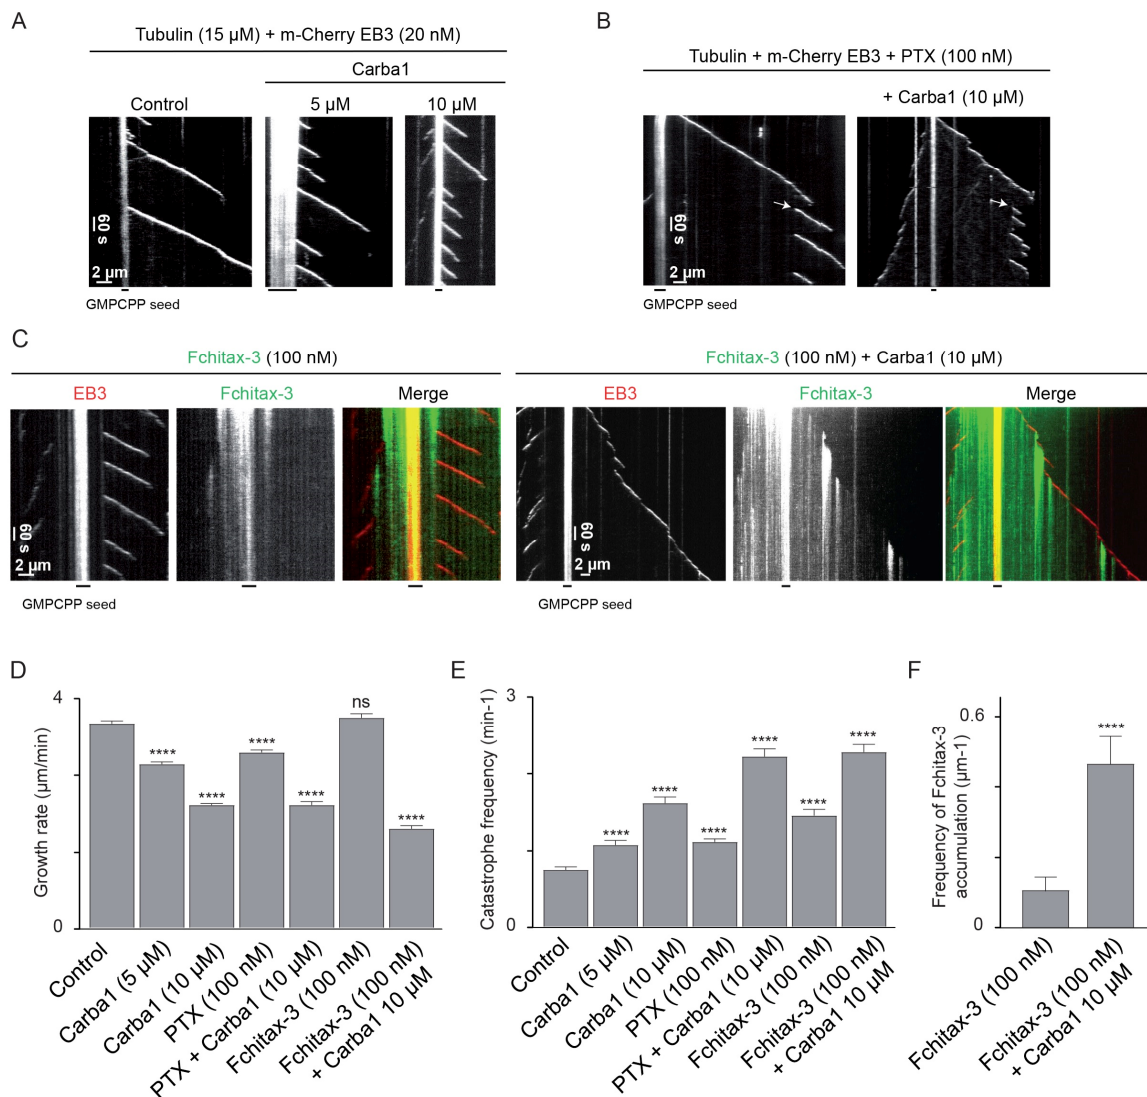 A
Tubulin (15 µM) + m-Cherry EB3 (20 nM)
Carba1
Control
5 µM
10 µM
60 s
2 µm
GMPCPP seed
B
Tubulin + m-Cherry EB3 + PTX (100 nM)
+ Carba1 (10 µM)
60 s
2 µm
60 s
2 µm
C
Fchitax-3 (100 nM)
EB3
Fchitax-3
Merge
60 s
2 µm
GMPCPP seed
Fchitax-3 (100 nM) + Carba1 (10 µM)
EB3
Fchitax-3
Merge
60 s
2 µm
GMPCPP seed
D
Growth rate (µm/min)
4
0
****
****
****
****
ns
****
Control
Carba1 (5 µM)
Carba1 (10 µM)
PTX (100 nM)
PTX + Carba1 (10 µM)
Fchitax-3 (100 nM)
Fchitax-3 (100 nM)
+ Carba1 10 µM
E
Catastrophe frequency (min-1)
3
0
****
****
****
****
****
****
Control
Carba1 (5 µM)
Carba1 (10 µM)
PTX (100 nM)
PTX + Carba1 (10 µM)
Fchitax-3 (100 nM)
Fchitax-3 (100 nM)
+ Carba1 10 µM
F
Frequency of Fchitax-3
accumulation (µm-1)
0.6
0
****
Fchitax-3 (100 nM)
Fchitax-3 (100 nM)
+ Carba1 10 µM